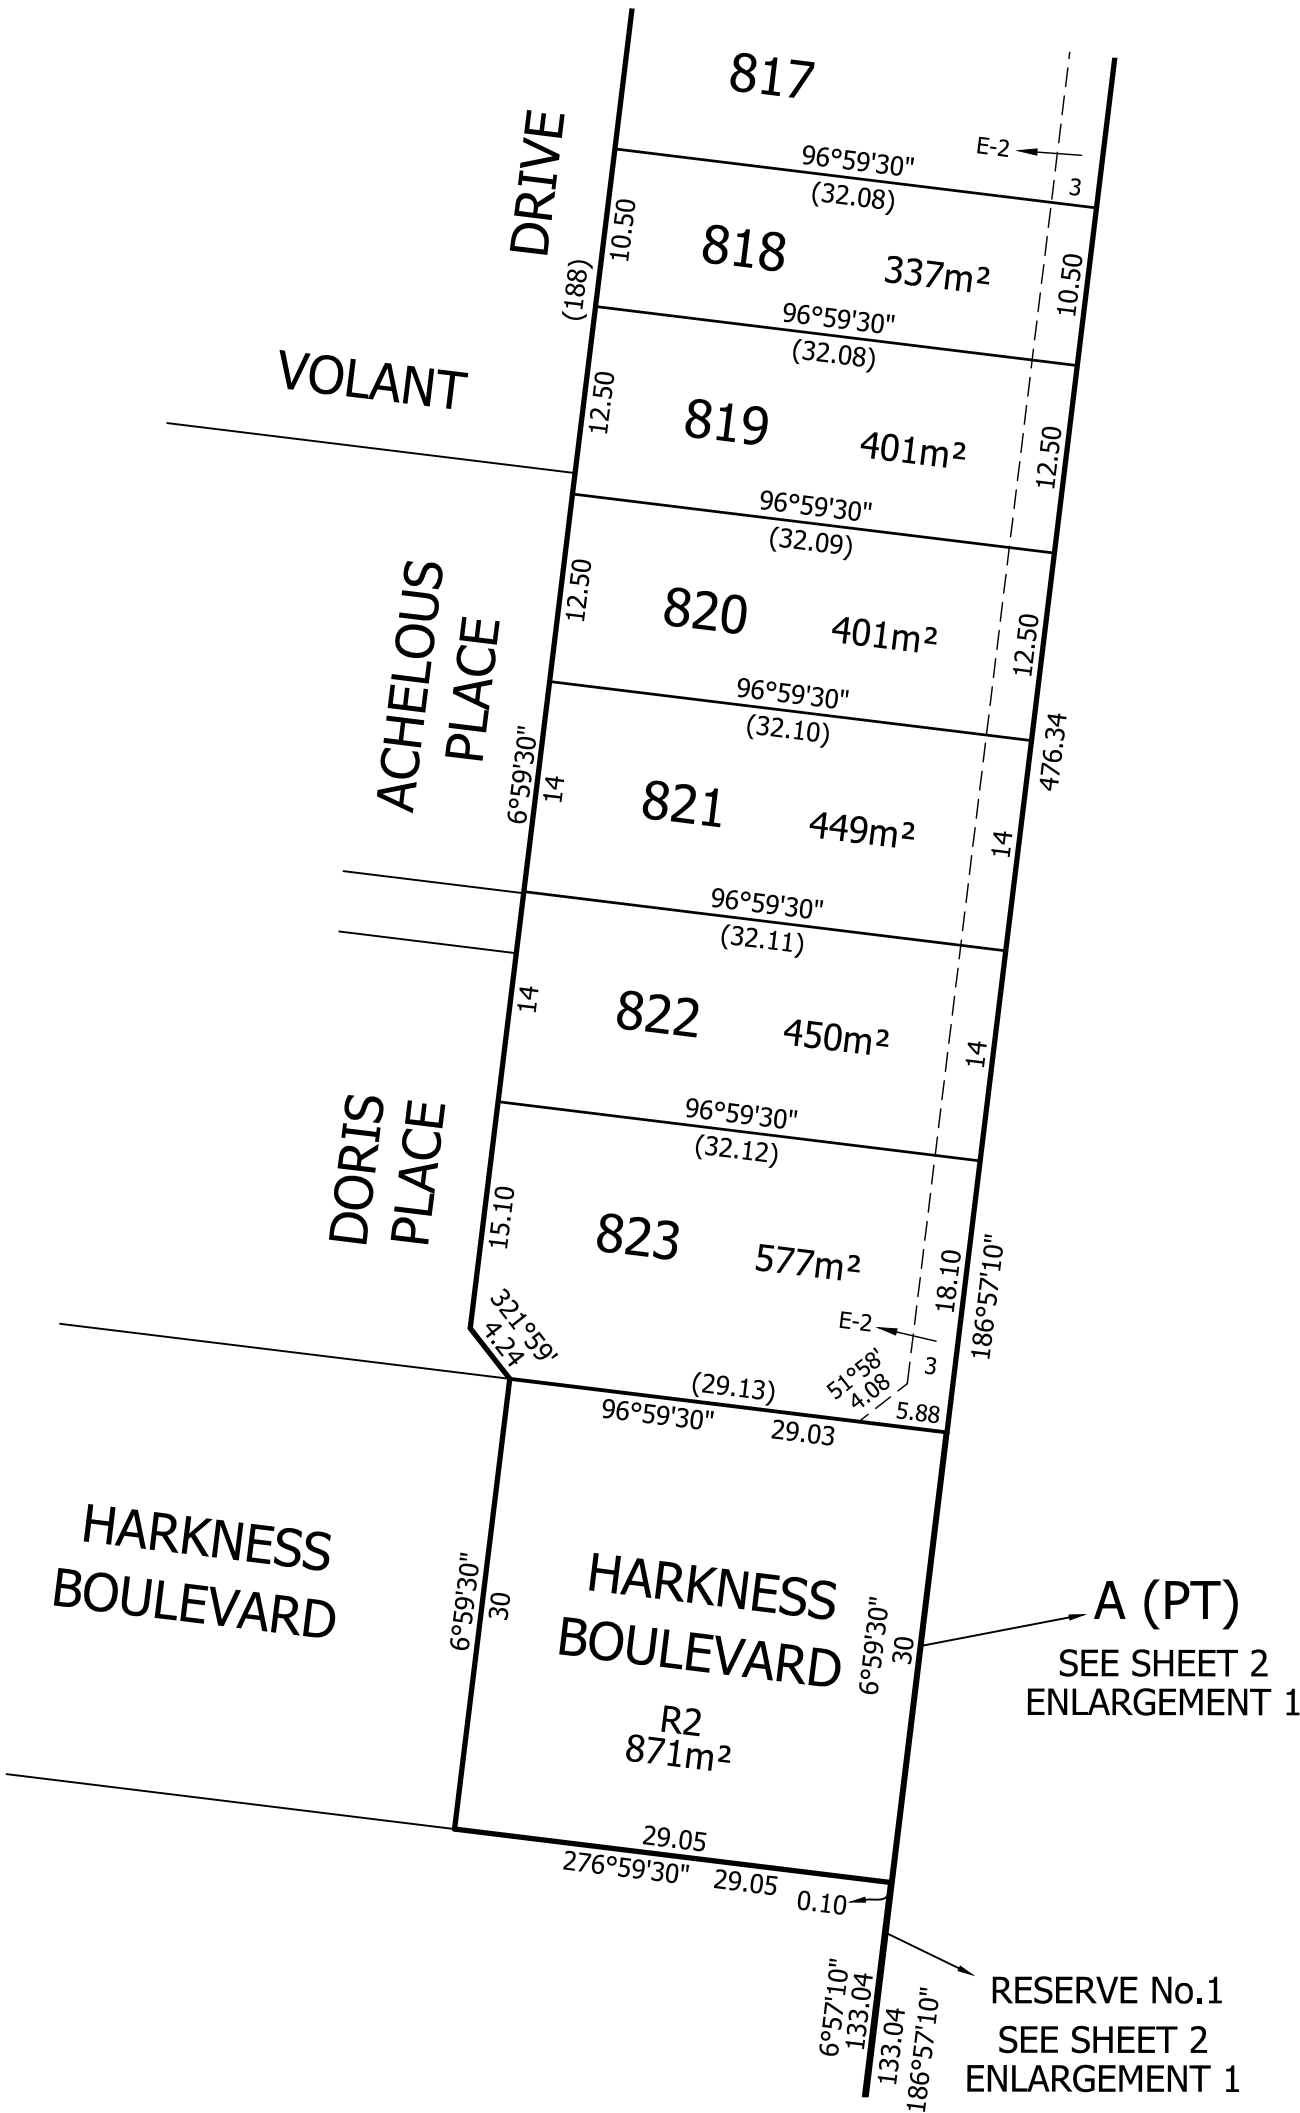 817
E-2
3
96°59'30"
(32.08)
DRIVE
10.50
818
337m²
10.50
(188)
96°59'30"
(32.08)
VOLANT
12.50
819
401m²
12.50
96°59'30"
(32.09)
ACHELOUS
PLACE
12.50
820
401m²
12.50
96°59'30"
(32.10)
476.34
6°59'30"
14
821
449m²
14
96°59'30"
(32.11)
14
822
450m²
14
96°59'30"
(32.12)
DORIS
PLACE
15.10
823
577m²
18.10
186°57'10"
E-2
3
321°59'
4.24
51°58'
4.08
(29.13)
5.88
96°59'30"
29.03
HARKNESS
BOULEVARD
6°59'30"
30
HARKNESS
BOULEVARD
6°59'30"
30
A (PT)
SEE SHEET 2
ENLARGEMENT 1
R2
871m²
29.05
276°59'30"
29.05
0.10
6°57'10"
133.04
133.04
186°57'10"
RESERVE No.1
SEE SHEET 2
ENLARGEMENT 1